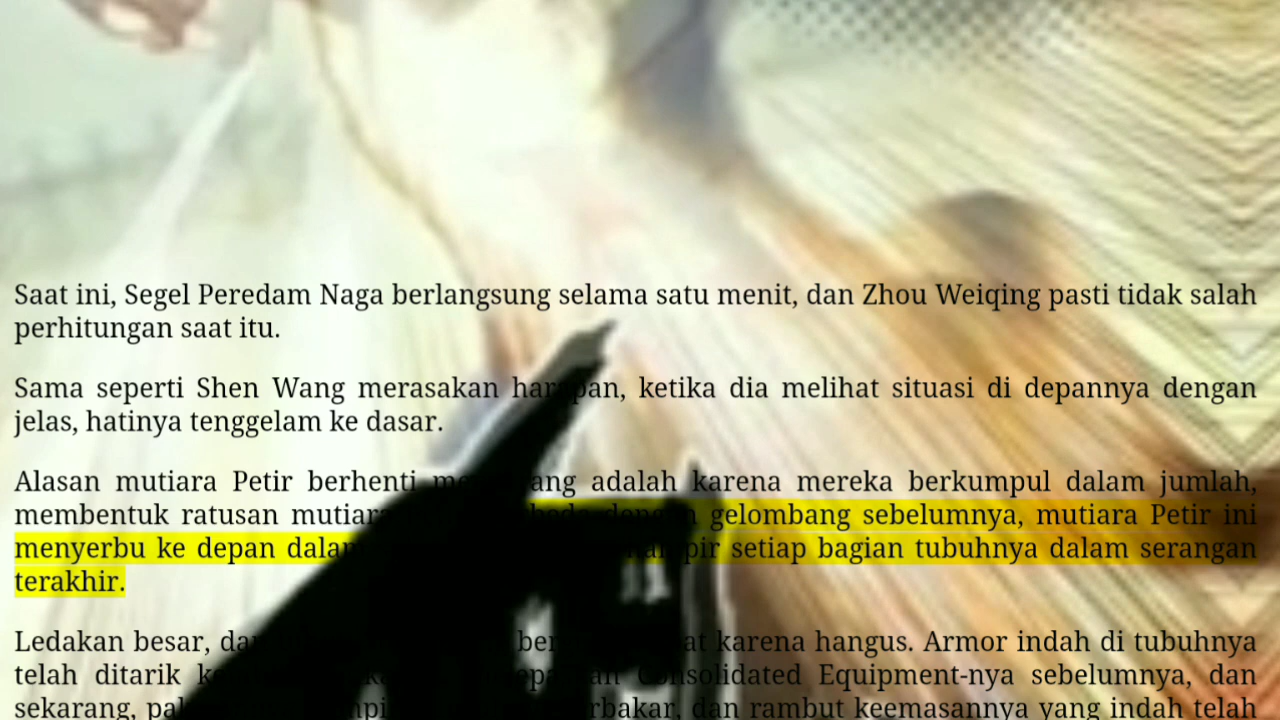 Saat ini, Segel Peredam Naga berlangsung selama satu menit, dan Zhou Weiqing pasti tidak salah
perhitungan saat itu.
Sama seperti Shen Wang merasakan harapan, ketika dia melihat situasi di depannya dengan
jelas, hatinya tenggelam ke dasar.
Alasan mutiara Petir berhenti adalah karena mereka berkumpul dalam jumlah,
membentuk ratusan mutiara gelombang sebelumnya, mutiara Petir ini
menyerbu ke depan dalam setiap bagian tubuhnya dalam serangan
terakhir.
Ledakan besar, karena hangus. Armor indah di tubuhnya
telah ditarik Consolidated Equipment-nya sebelumnya, dan
sekarang, dan rambut keemasannya yang indah telah